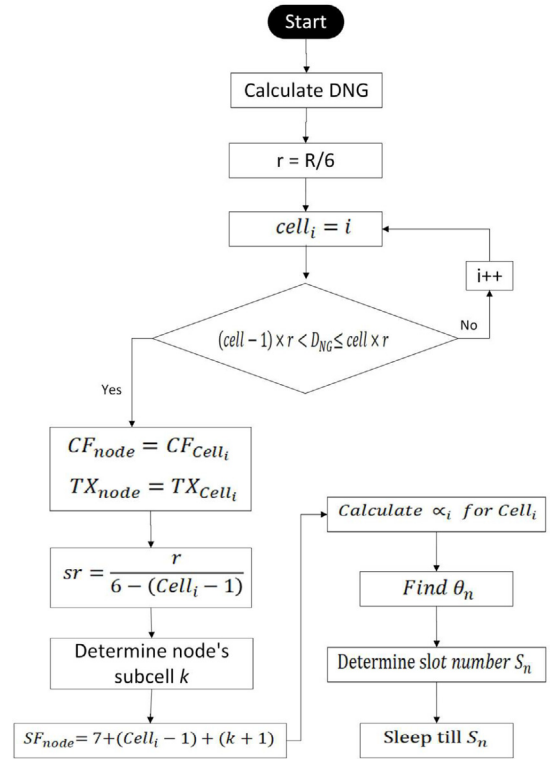 Start
Calculate DNG
r = R/6
cell_i = i
i++
(cell − 1) × r < D_NG ≤ cell × r
No
Yes
CF_node = CF_Cell_i
TX_node = TX_Cell_i
sr = r / 6 − (Cell_i − 1)
Determine node's
subcell k
SF_node = 7+(Cell_i − 1) + (k + 1)
Calculate ∝_i for Cell_i
Find θ_n
Determine slot number S_n
Sleep till S_n